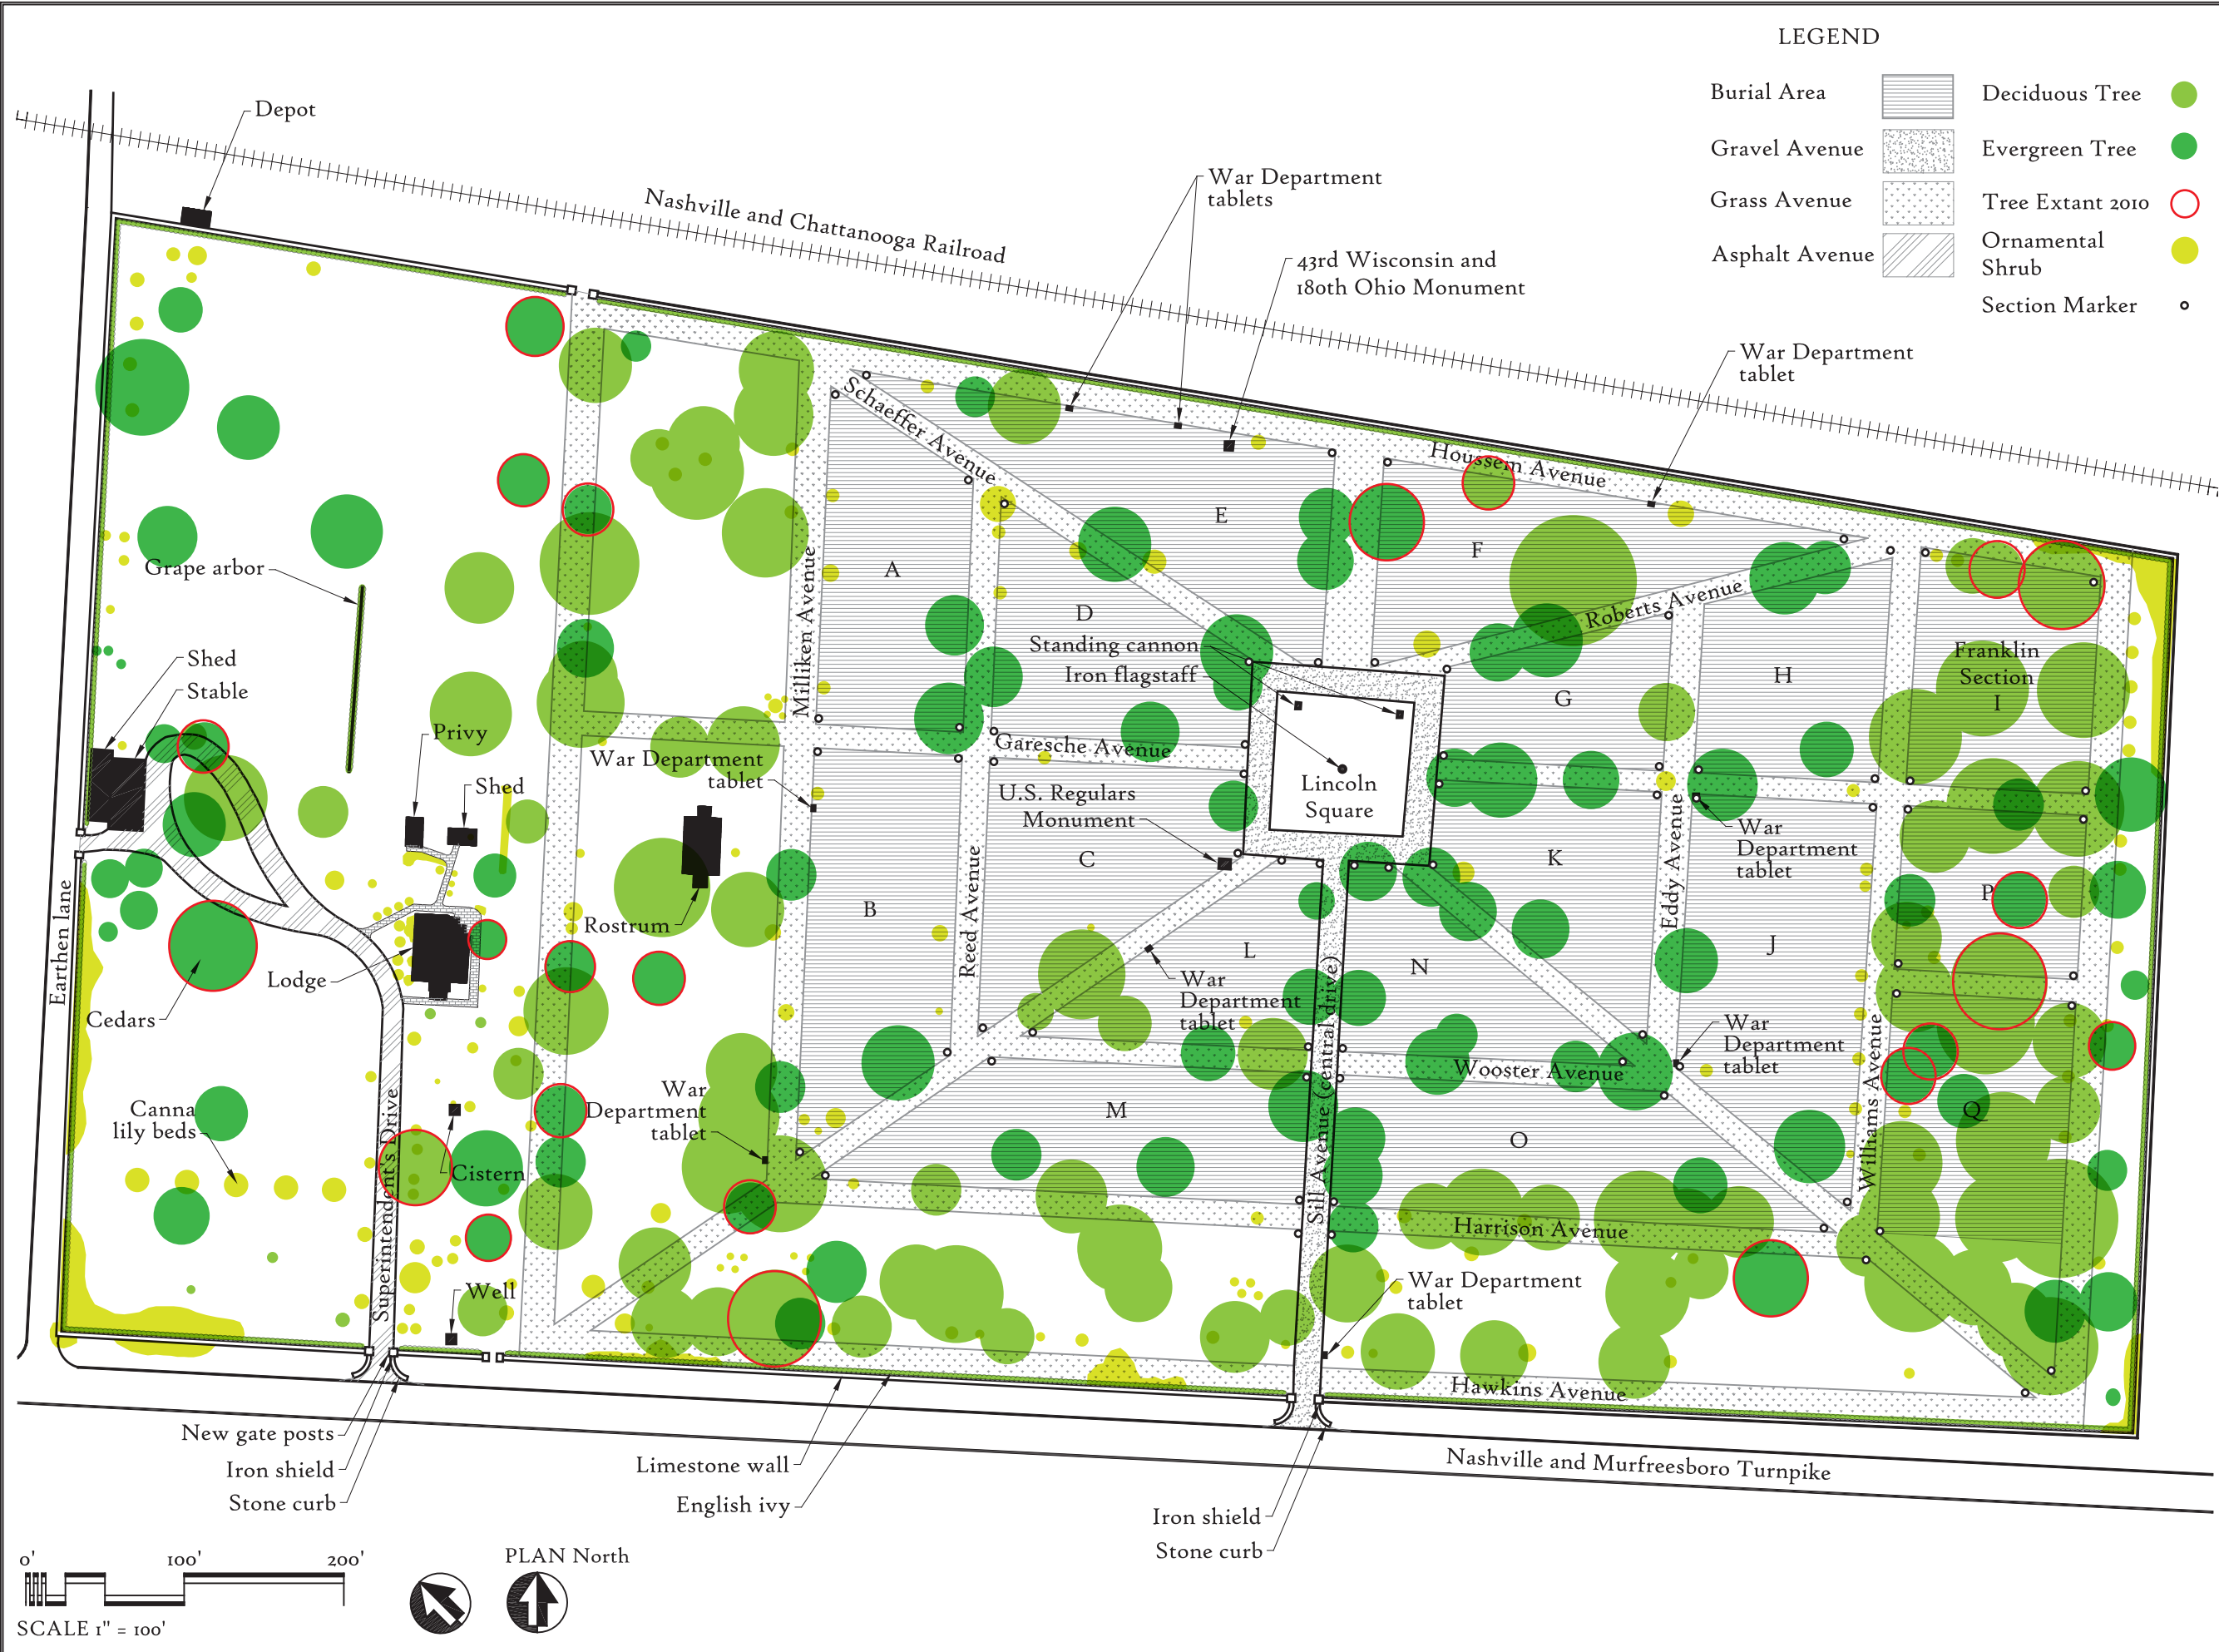 LEGEND
Burial Area
Deciduous Tree
Gravel Avenue
Evergreen Tree
Grass Avenue
Tree Extant 2010
Asphalt Avenue
Ornamental
Shrub
Section Marker
Depot
Nashville and Chattanooga Railroad
War Department
tablets
43rd Wisconsin and
180th Ohio Monument
War Department
tablet
Houssem Avenue
Schaeffer Avenue
E
F
A
D
Grape arbor
Milliken Avenue
Roberts Avenue
Standing cannon
Iron flagstaff
Franklin
Section
I
H
G
Shed
Stable
Privy
Shed
War Department
tablet
Garesche Avenue
Lincoln
Square
U.S. Regulars
Monument
War
Department
tablet
C
K
Eddy Avenue
P
B
Rostrum
Reed Avenue
Earthen lane
Lodge
Cedars
L
N
J
War
Department
tablet
Sill Avenue (central drive)
War
Department
tablet
Wooster Avenue
Williams Avenue
Q
M
O
War
Department
tablet
Canna
lily beds
Superintendent's Drive
Cistern
Harrison Avenue
Well
War Department
tablet
Hawkins Avenue
New gate posts
Iron shield
Stone curb
Limestone wall
English ivy
Nashville and Murfreesboro Turnpike
Iron shield
Stone curb
0'
100'
200'
SCALE 1" = 100'
PLAN North